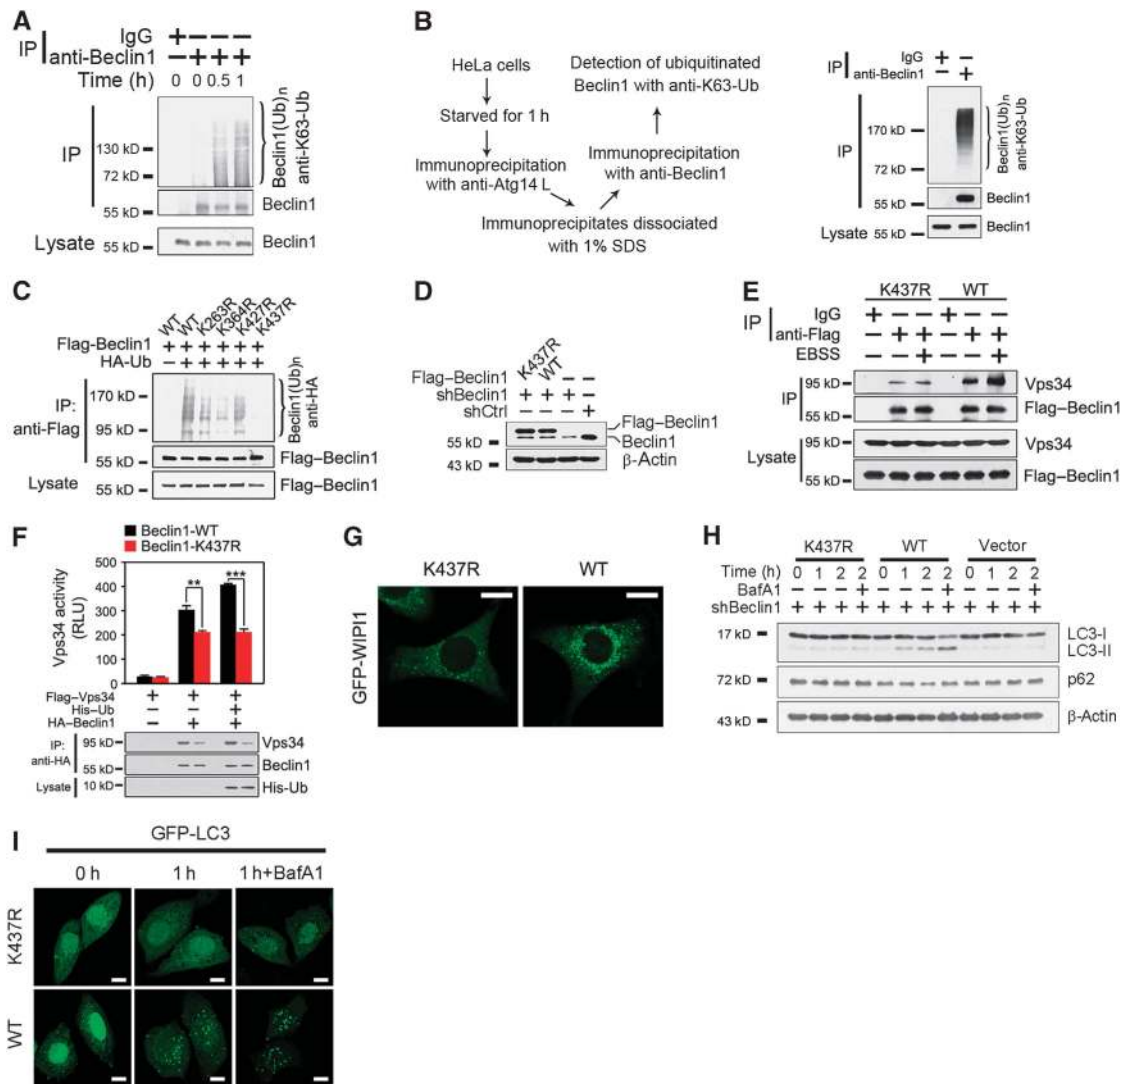 A
IP
IgG + − − −
anti-Beclin1 − + + +
Time (h) 0 0 0.5 1
IP
130 kD
72 kD
55 kD
Beclin1(Ub)n
anti-K63-Ub
Beclin1
Lysate 55 kD Beclin1
B
HeLa cells
Starved for 1 h
Immunoprecipitation
with anti-Atg14 L
Immunoprecipitates dissociated
with 1% SDS
Immunoprecipitation
with anti-Beclin1
Detection of ubiquitinated
Beclin1 with anti-K63-Ub
IP
IgG + −
anti-Beclin1 − +
IP
170 kD
72 kD
55 kD
Beclin1(Ub)n
anti-K63-Ub
Beclin1
Lysate 55 kD Beclin1
C
WT WT K263R K364R K427R K437R
Flag-Beclin1 + + + + + +
HA-Ub − + + + + +
IP:
anti-Flag
170 kD
95 kD
55 kD
Beclin1(Ub)n
anti-HA
Flag–Beclin1
Lysate 55 kD Flag–Beclin1
D
K437R WT
Flag–Beclin1 − −
shBeclin1 + + + −
shCtrl − − − +
Flag–Beclin1
55 kD Beclin1
43 kD β-Actin
E
K437R WT
IP
IgG + − − + − −
anti-Flag − + + − + +
EBSS − − + − − +
IP
95 kD Vps34
55 kD Flag–Beclin1
Lysate
95 kD Vps34
55 kD Flag–Beclin1
F
Beclin1-WT
Beclin1-K437R
Vps34 activity
(RLU)
500
400
300
200
100
0
** ***
Flag–Vps34 + + +
His–Ub − − +
HA–Beclin1 − + +
IP:
anti-HA
95 kD Vps34
55 kD Beclin1
Lysate 10 kD His-Ub
G
K437R WT
GFP-WIPI1
H
K437R WT Vector
Time (h) 0 1 2 2 0 1 2 2 0 1 2 2
BafA1 − − − + − − − + − − − +
shBeclin1 + + + + + + + + + + + +
17 kD LC3-I
LC3-II
72 kD p62
43 kD β-Actin
I
GFP-LC3
0 h 1 h 1 h+BafA1
K437R
WT